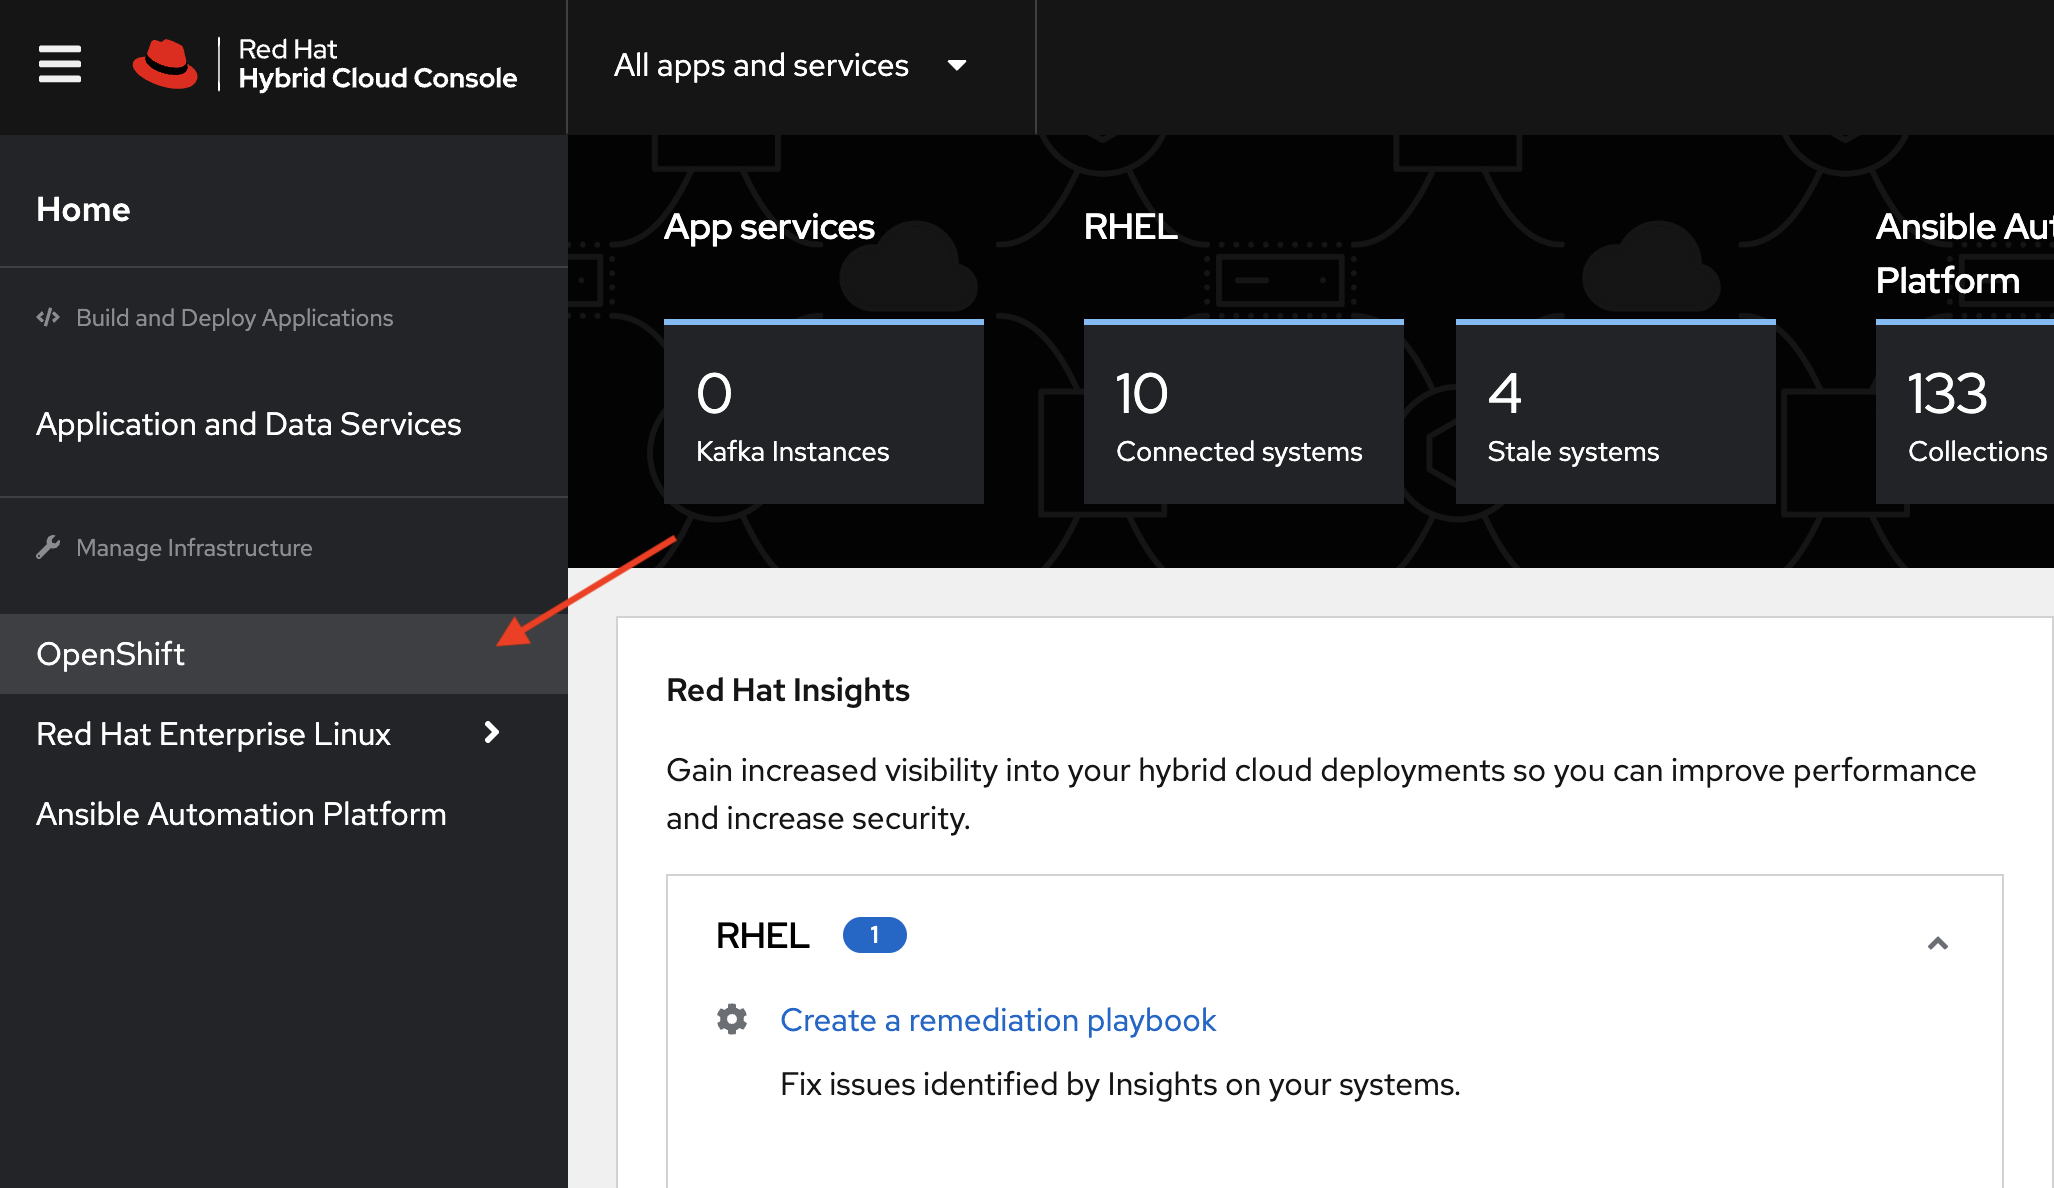 Red Hat
Hybrid Cloud Console
All apps and services
Home
Build and Deploy Applications
Application and Data Services
Manage Infrastructure
OpenShift
Red Hat Enterprise Linux
Ansible Automation Platform
App services
0
Kafka Instances
RHEL
10
Connected systems
4
Stale systems
Ansible Aut
Platform
133
Collections
Red Hat Insights
Gain increased visibility into your hybrid cloud deployments so you can improve performance
and increase security.
RHEL 1
Create a remediation playbook
Fix issues identified by Insights on your systems.